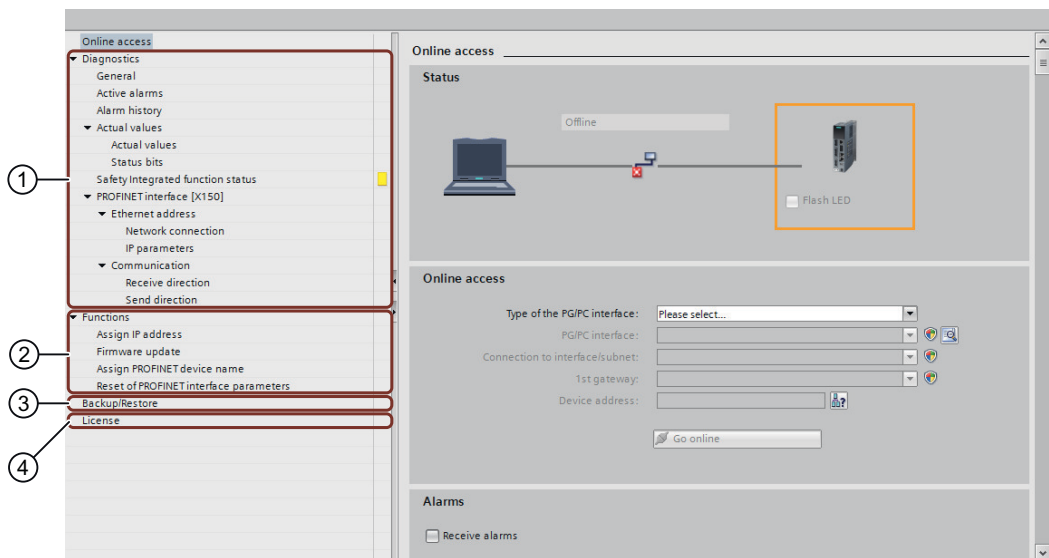 Online access
Diagnostics
General
Active alarms
Alarm history
Actual values
Actual values
Status bits
Safety Integrated function status
PROFINET interface [X150]
Ethernet address
Network connection
IP parameters
Communication
Receive direction
Send direction
Functions
Assign IP address
Firmware update
Assign PROFINET device name
Reset of PROFINET interface parameters
Backup/Restore
License
1
2
3
4
Online access
Status
Offline
Flash LED
Online access
Type of the PG/PC interface: Please select...
PG/PC interface:
Connection to interface/subnet:
1st gateway:
Device address:
?
Go online
Alarms
Receive alarms